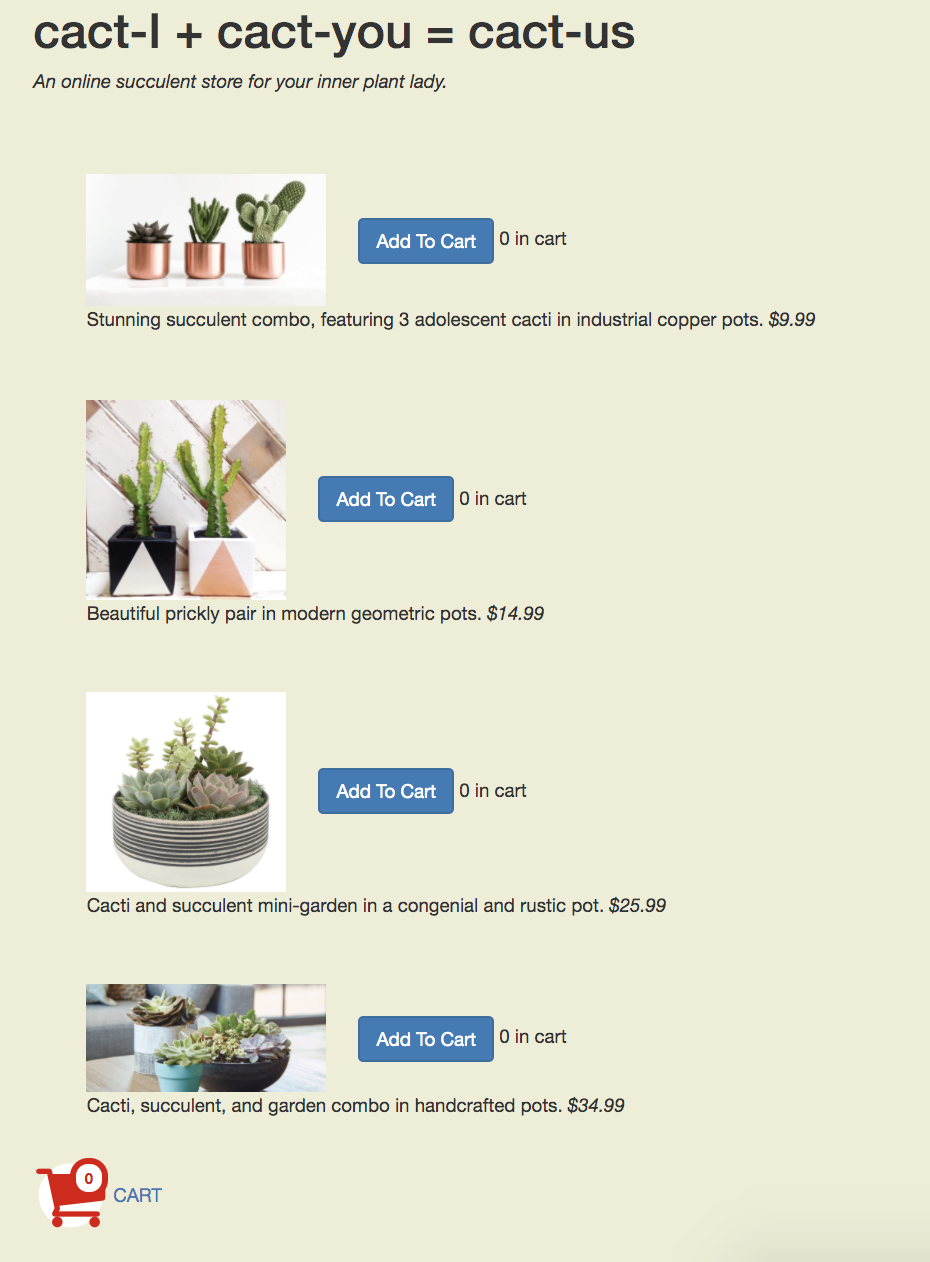 cact-I + cact-you = cact-us
An online succulent store for your inner plant lady.
Add To Cart 0 in cart
Stunning succulent combo, featuring 3 adolescent cacti in industrial copper pots. $9.99
Add To Cart 0 in cart
Beautiful prickly pair in modern geometric pots. $14.99
Add To Cart 0 in cart
Cacti and succulent mini-garden in a congenial and rustic pot. $25.99
Add To Cart 0 in cart
Cacti, succulent, and garden combo in handcrafted pots. $34.99
0 CART